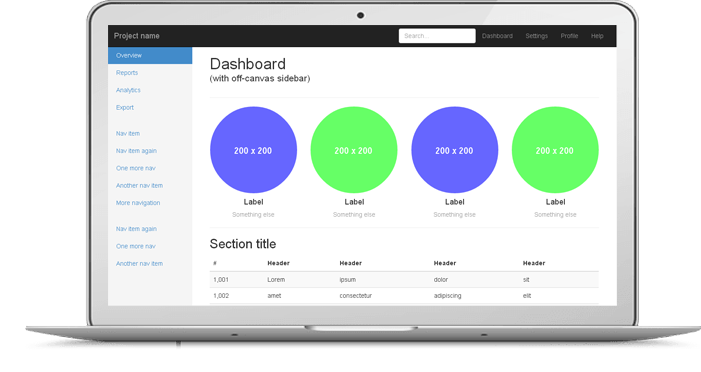 Project name
Search...
Dashboard
Settings
Profile
Help
Overview
Reports
Analytics
Export
Nav item
Nav item again
One more nav
Another nav item
More navigation
Nav item again
One more nav
Another nav item
Dashboard
(with off-canvas sidebar)
200 x 200
200 x 200
200 x 200
200 x 200
Label
Label
Label
Label
Something else
Something else
Something else
Something else
Section title
# Header Header Header Header
1,001 Lorem ipsum dolor sit
1,002 amet consectetur adipiscing elit